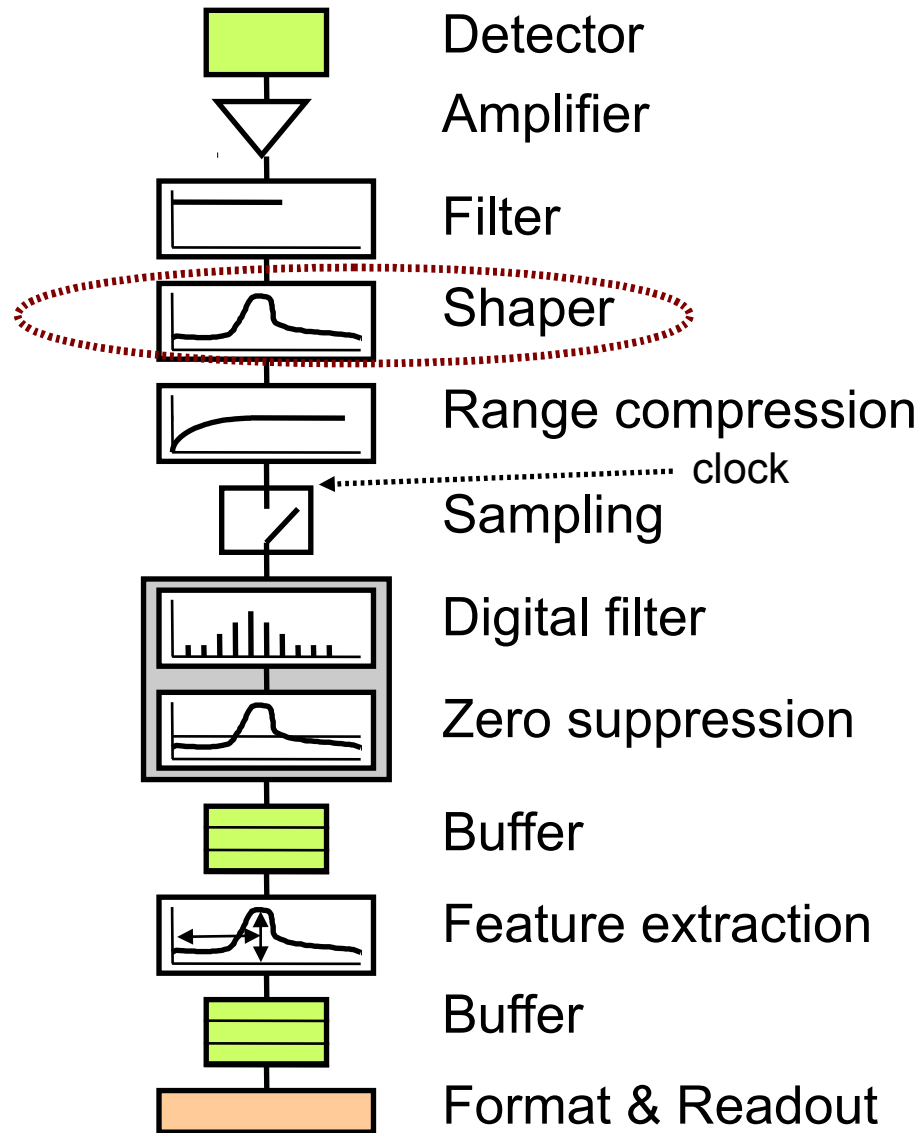 Detector
Amplifier
Filter
Shaper
Range compression
clock
Sampling
Digital filter
Zero suppression
Buffer
Feature extraction
Buffer
Format & Readout